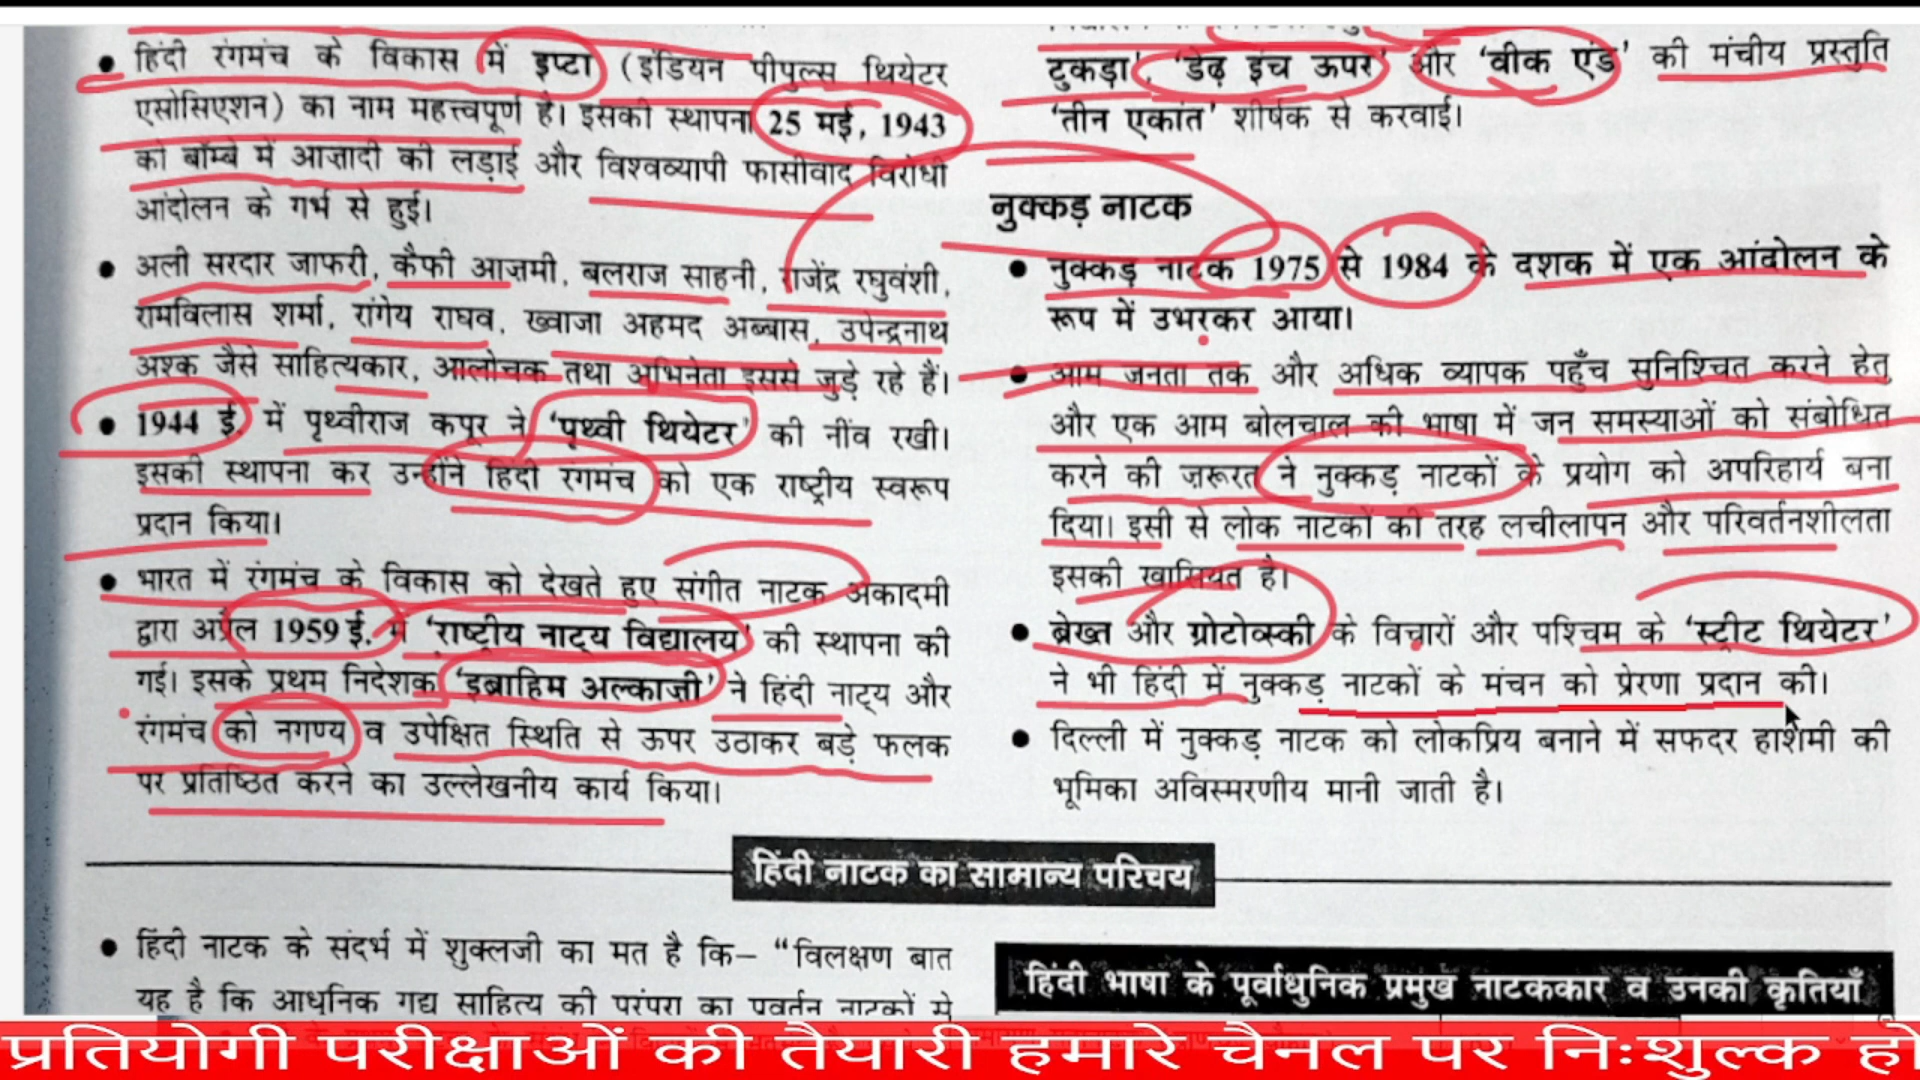 हिंदी रंगमंच के विकास में इप्टा (इंडियन पीपुल्स थियेटर
एसोसिएशन) का नाम महत्त्वपूर्ण है। इसकी स्थापना 25 मई, 1943
को बॉम्बे में आज़ादी की लड़ाई और विश्वव्यापी फासीवाद विरोधी
आंदोलन के गर्भ से हुई।
अली सरदार जाफरी, कैफी आज़मी, बलराज साहनी, राजेंद्र रघुवंशी,
रामविलास शर्मा, रांगेय राघव, ख्वाजा अहमद अब्बास, उपेन्द्रनाथ
अश्क जैसे साहित्यकार, आलोचक तथा अभिनेता इससे जुड़े रहे हैं।
1944 ई. में पृथ्वीराज कपूर ने ‘पृथ्वी थियेटर’ की नींव रखी।
इसकी स्थापना कर उन्होंने हिंदी रंगमंच को एक राष्ट्रीय स्वरूप
प्रदान किया।
भारत में रंगमंच के विकास को देखते हुए संगीत नाटक अकादमी
द्वारा अप्रैल 1959 ई. में ‘राष्ट्रीय नाट्य विद्यालय’ की स्थापना की
गई। इसके प्रथम निदेशक ‘इब्राहिम अल्काजी’ ने हिंदी नाट्य और
रंगमंच को नगण्य व उपेक्षित स्थिति से ऊपर उठाकर बड़े फलक
पर प्रतिष्ठित करने का उल्लेखनीय कार्य किया।
टुकड़ा’, ‘डेढ़ इंच ऊपर’ और ‘वीक एंड’ की मंचीय प्रस्तुति
‘तीन एकांत’ शीर्षक से करवाई।
नुक्कड़ नाटक
नुक्कड़ नाटक 1975 से 1984 के दशक में एक आंदोलन के
रूप में उभरकर आया।
आम जनता तक और अधिक व्यापक पहुँच सुनिश्चित करने हेतु
और एक आम बोलचाल की भाषा में जन समस्याओं को संबोधित
करने की ज़रूरत ने नुक्कड़ नाटकों के प्रयोग को अपरिहार्य बना
दिया। इसी से लोक नाटकों की तरह लचीलापन और परिवर्तनशीलता
इसकी खासियत है।
ब्रेख्त और ग्रोटोव्स्की के विचारों और पश्चिम के ‘स्ट्रीट थियेटर’
ने भी हिंदी में नुक्कड़ नाटकों के मंचन को प्रेरणा प्रदान की।
दिल्ली में नुक्कड़ नाटक को लोकप्रिय बनाने में सफदर हाशमी की
भूमिका अविस्मरणीय मानी जाती है।
हिंदी नाटक का सामान्य परिचय
हिंदी नाटक के संदर्भ में शुक्लजी का मत है कि– “विलक्षण बात
यह है कि आधुनिक गद्य साहित्य की परंपरा का प्रवर्तन नाटकों से
हिंदी भाषा के पूर्वाधुनिक प्रमुख नाटककार व उनकी कृतियाँ
प्रतियोगी परीक्षाओं की तैयारी हमारे चैनल पर निःशुल्क हो